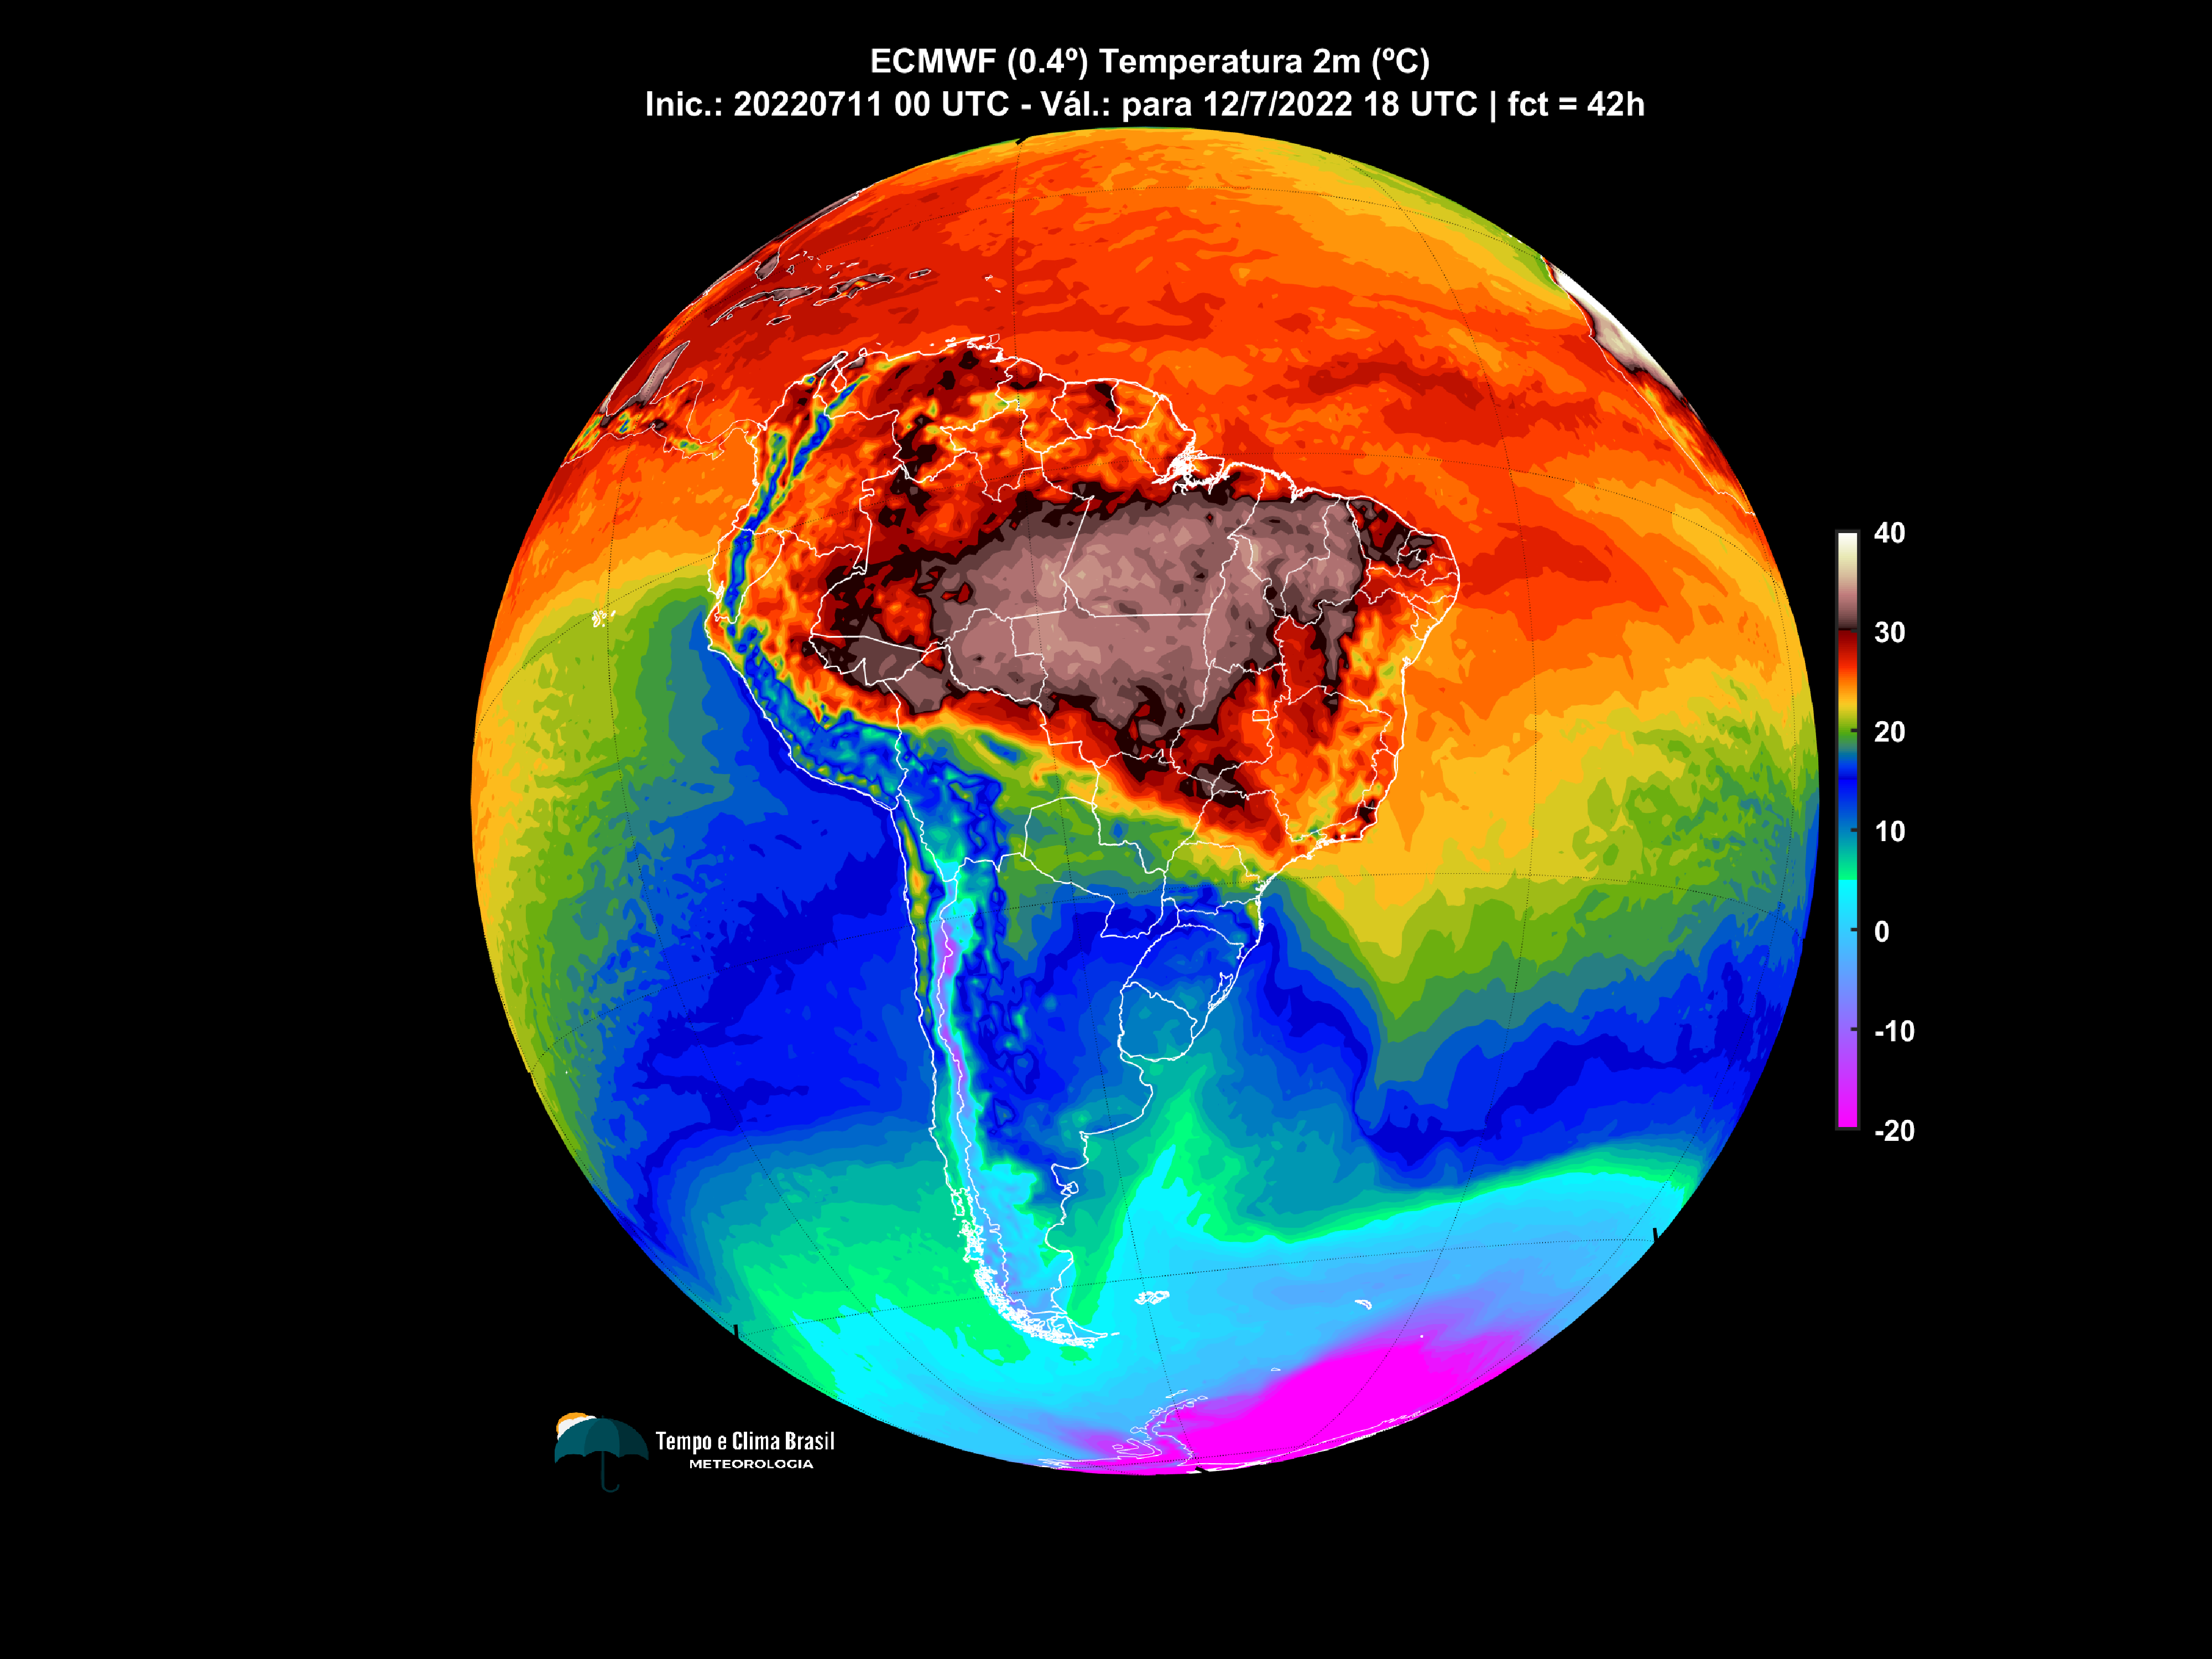 ECMWF (0.4º) Temperatura 2m (ºC)
Inic.: 20220711 00 UTC - Vál.: para 12/7/2022 18 UTC | fct = 42h
40
30
20
10
0
-10
-20
Tempo e Clima Brasil
METEOROLOGIA